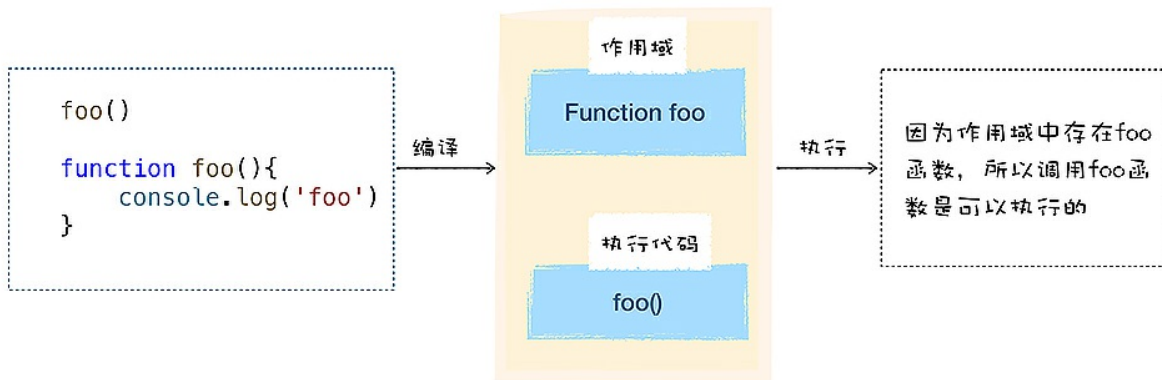 foo()
function foo(){
    console.log('foo')
}
编译
作用域
Function foo
执行代码
foo()
执行
因为作用域中存在foo
函数，所以调用foo函
数是可以执行的